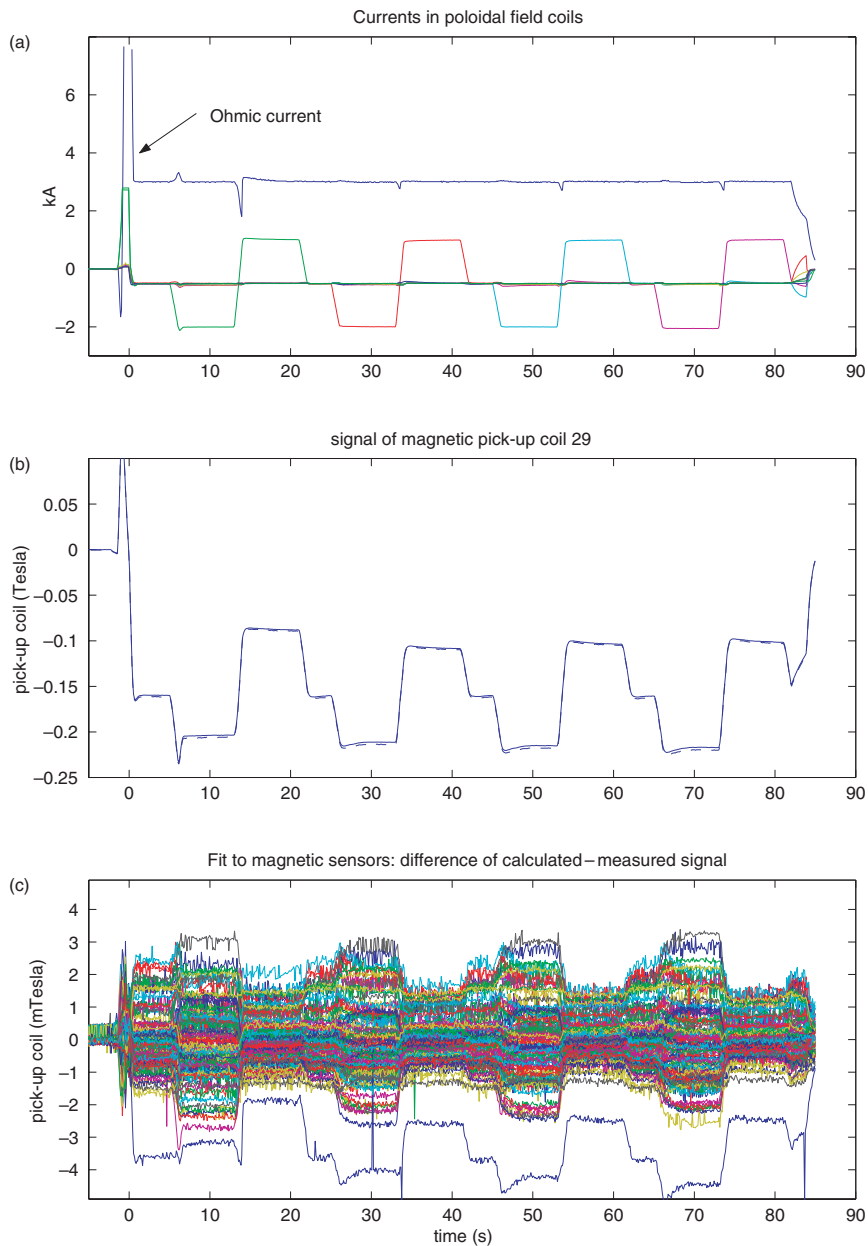 Currents in poloidal field coils
(a)
6
4
2
0
−2
kA
Ohmic current
0 10 20 30 40 50 60 70 80 90
signal of magnetic pick-up coil 29
(b)
0.05
0
−0.05
−0.1
−0.15
−0.2
−0.25
pick-up coil (Tesla)
0 10 20 30 40 50 60 70 80 90
Fit to magnetic sensors: difference of calculated–measured signal
(c)
4
3
2
1
0
−1
−2
−3
−4
pick-up coil (mTesla)
0 10 20 30 40 50 60 70 80 90
time (s)